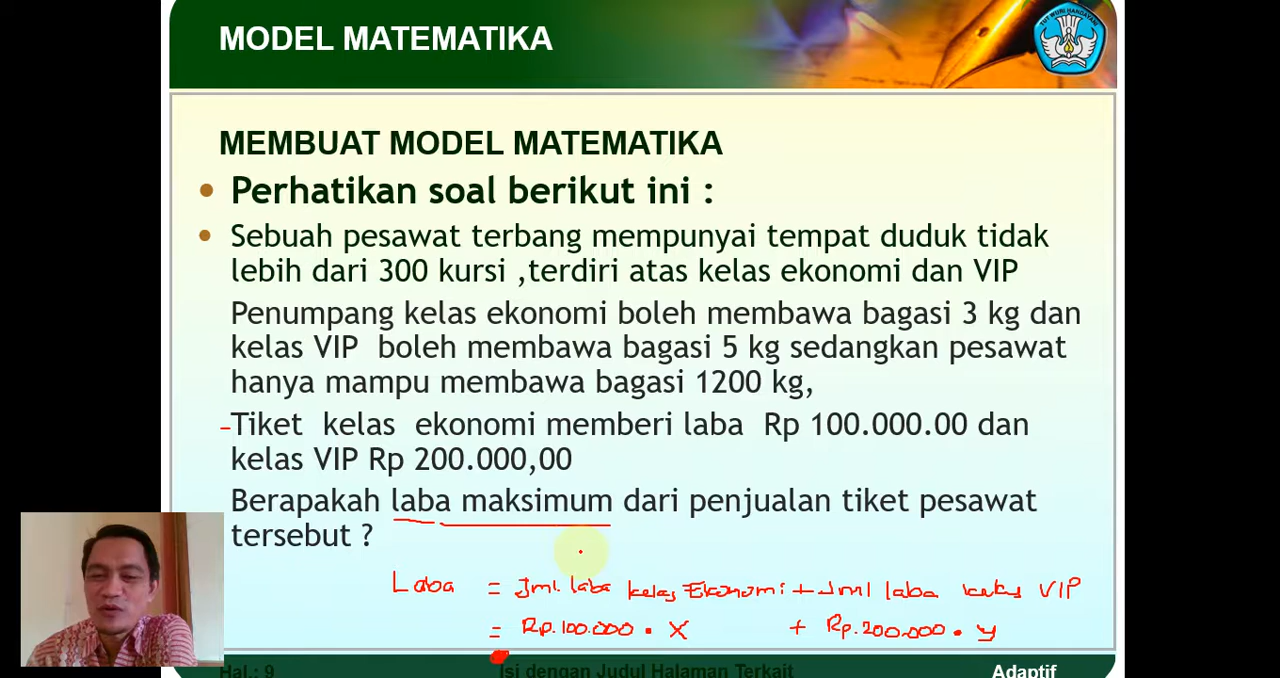 MODEL MATEMATIKA
TUT WURI HANDAYANI
MEMBUAT MODEL MATEMATIKA
• Perhatikan soal berikut ini :
• Sebuah pesawat terbang mempunyai tempat duduk tidak
lebih dari 300 kursi ,terdiri atas kelas ekonomi dan VIP
Penumpang kelas ekonomi boleh membawa bagasi 3 kg dan
kelas VIP boleh membawa bagasi 5 kg sedangkan pesawat
hanya mampu membawa bagasi 1200 kg,
-Tiket kelas ekonomi memberi laba Rp 100.000.00 dan
kelas VIP Rp 200.000,00
Berapakah laba maksimum dari penjualan tiket pesawat
tersebut ?
Laba = Jml. laba kelas Ekonomi + Jml laba kelas VIP
= Rp.100.000 . X + Rp.200.000 . y
Hal.: 9 Isi dengan Judul Halaman Terkait Adaptif